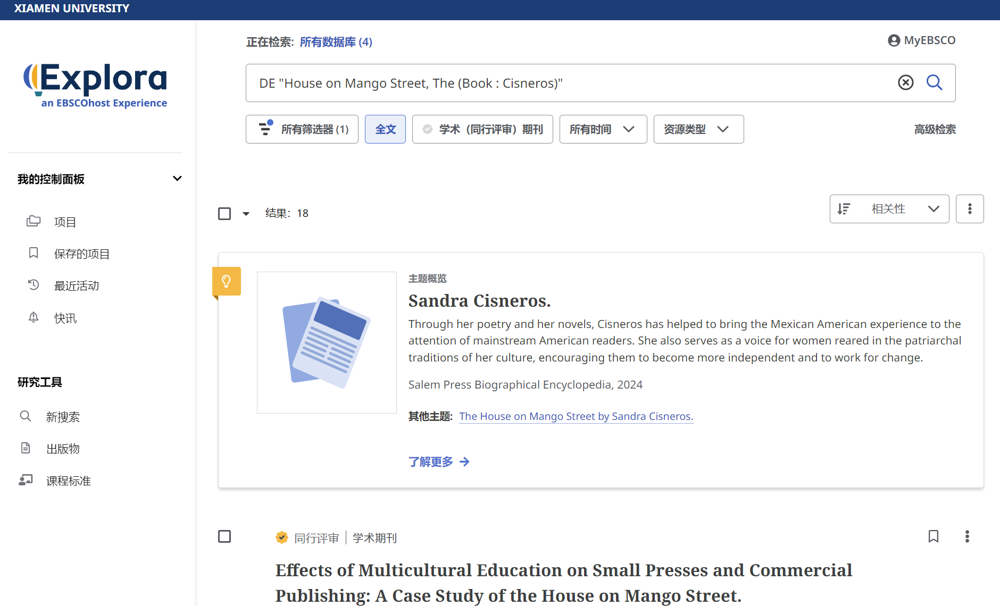 XIAMEN UNIVERSITY
Explora
an EBSCOhost Experience
我的控制面板
项目
保存的项目
最近活动
快讯
研究工具
新搜索
出版物
课程标准
正在检索: 所有数据库 (4)
MyEBSCO
DE "House on Mango Street, The (Book : Cisneros)"
所有筛选器 (1)
全文
学术（同行评审）期刊
所有时间
资源类型
高级检索
结果：18
相关性
主题概览
Sandra Cisneros.
Through her poetry and her novels, Cisneros has helped to bring the Mexican American experience to the
attention of mainstream American readers. She also serves as a voice for women reared in the patriarchal
traditions of her culture, encouraging them to become more independent and to work for change.
Salem Press Biographical Encyclopedia, 2024
其他主题: The House on Mango Street by Sandra Cisneros.
了解更多
同行评审 | 学术期刊
Effects of Multicultural Education on Small Presses and Commercial
Publishing: A Case Study of the House on Mango Street.